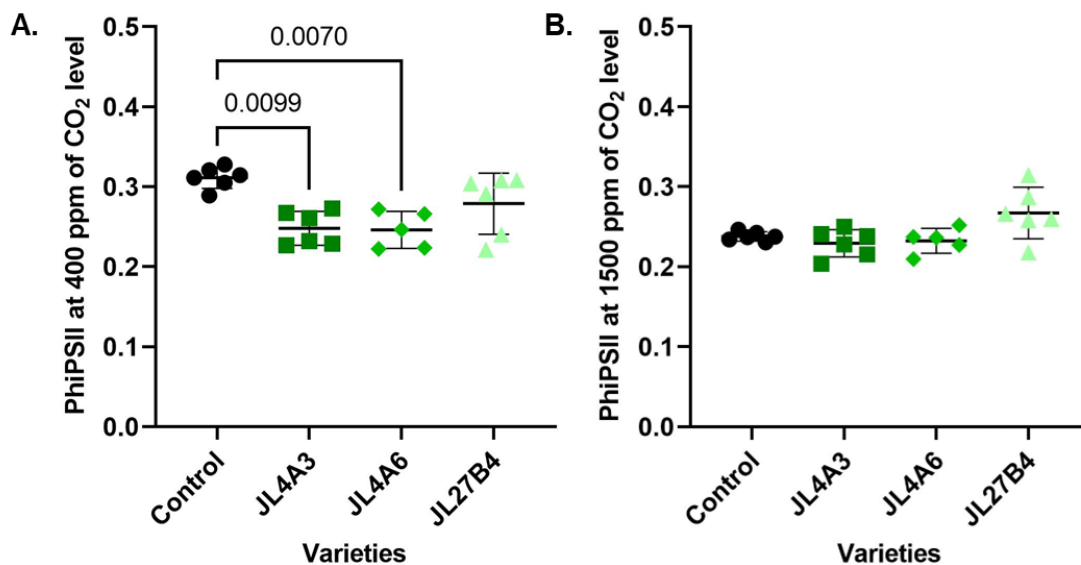 A.
PhiPSII at 400 ppm of CO₂ level
0.5
0.4
0.3
0.2
0.1
0.0
0.0070
0.0099
Control
JL4A3
JL4A6
JL27B4
Varieties
B.
PhiPSII at 1500 ppm of CO₂ level
0.5
0.4
0.3
0.2
0.1
0.0
Control
JL4A3
JL4A6
JL27B4
Varieties